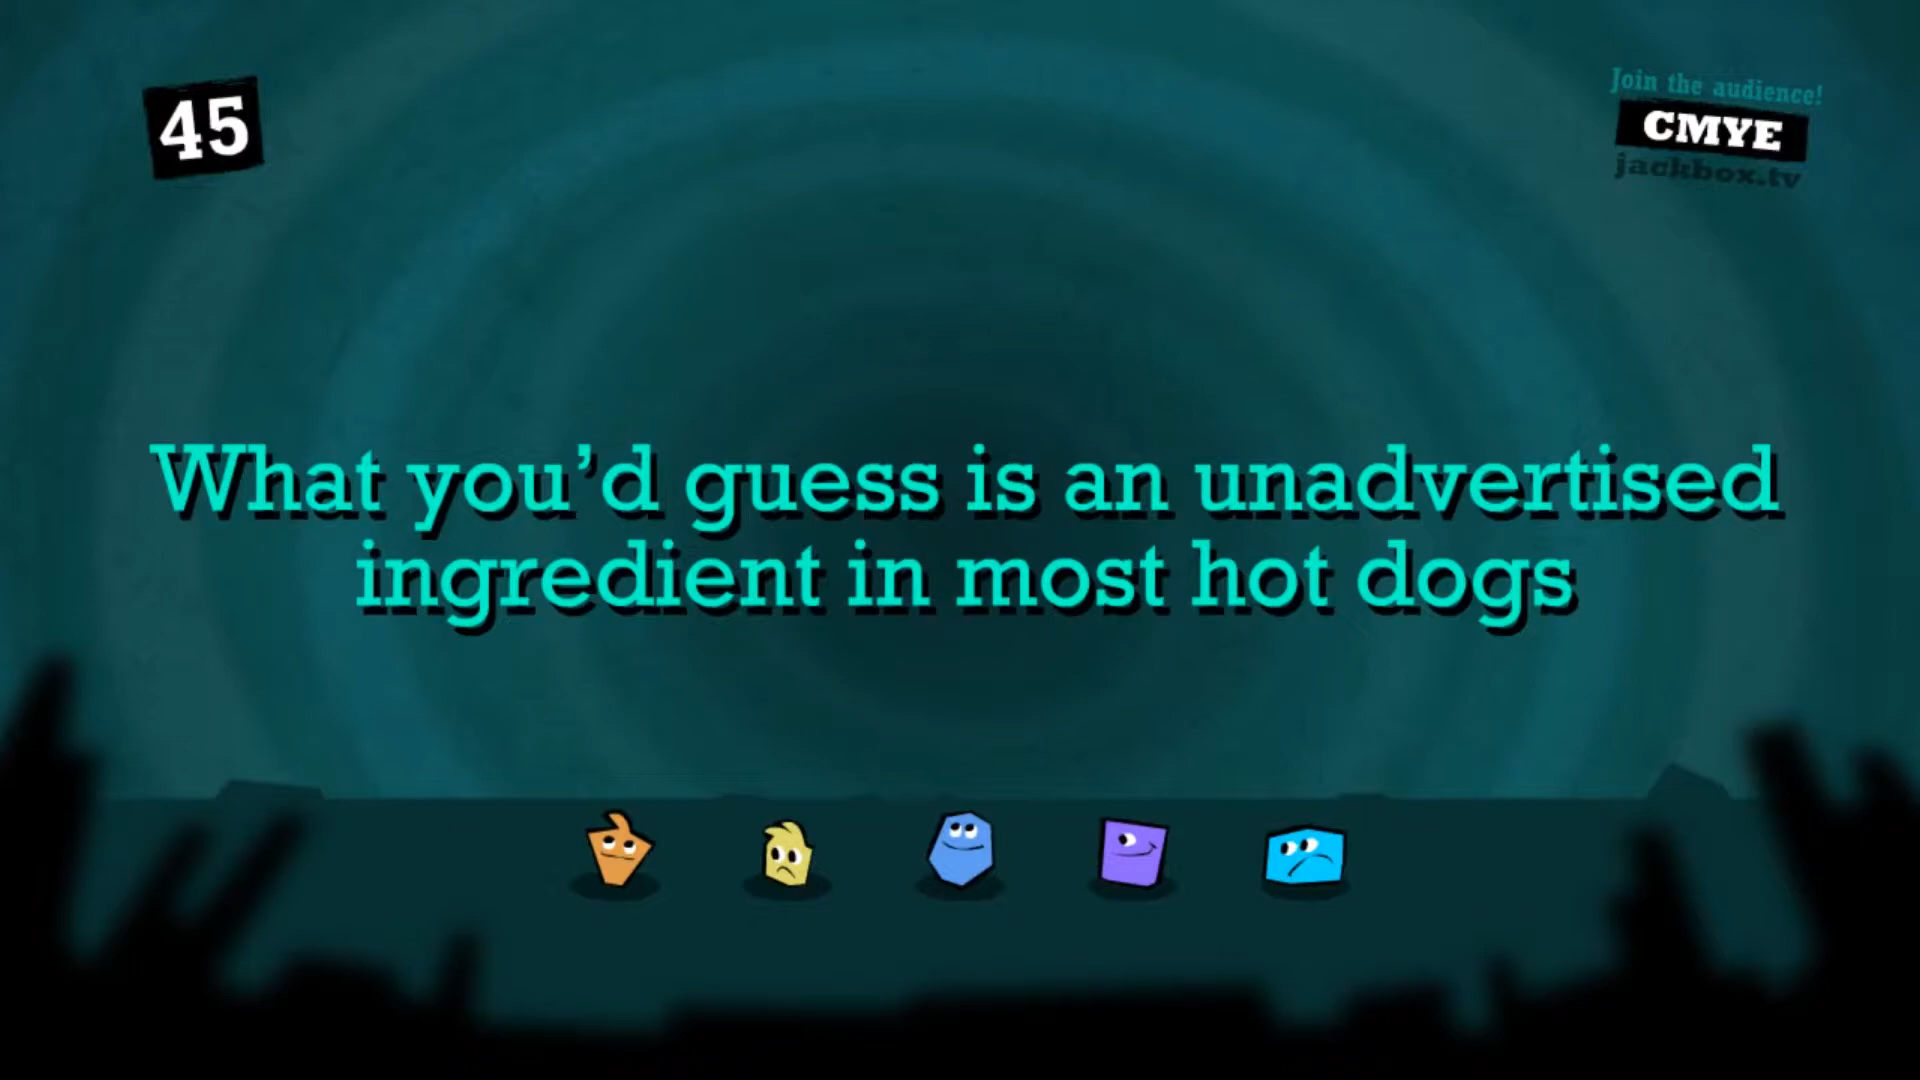 45
Join the audience!
CMYE
jackbox.tv
What you’d guess is an unadvertised
ingredient in most hot dogs